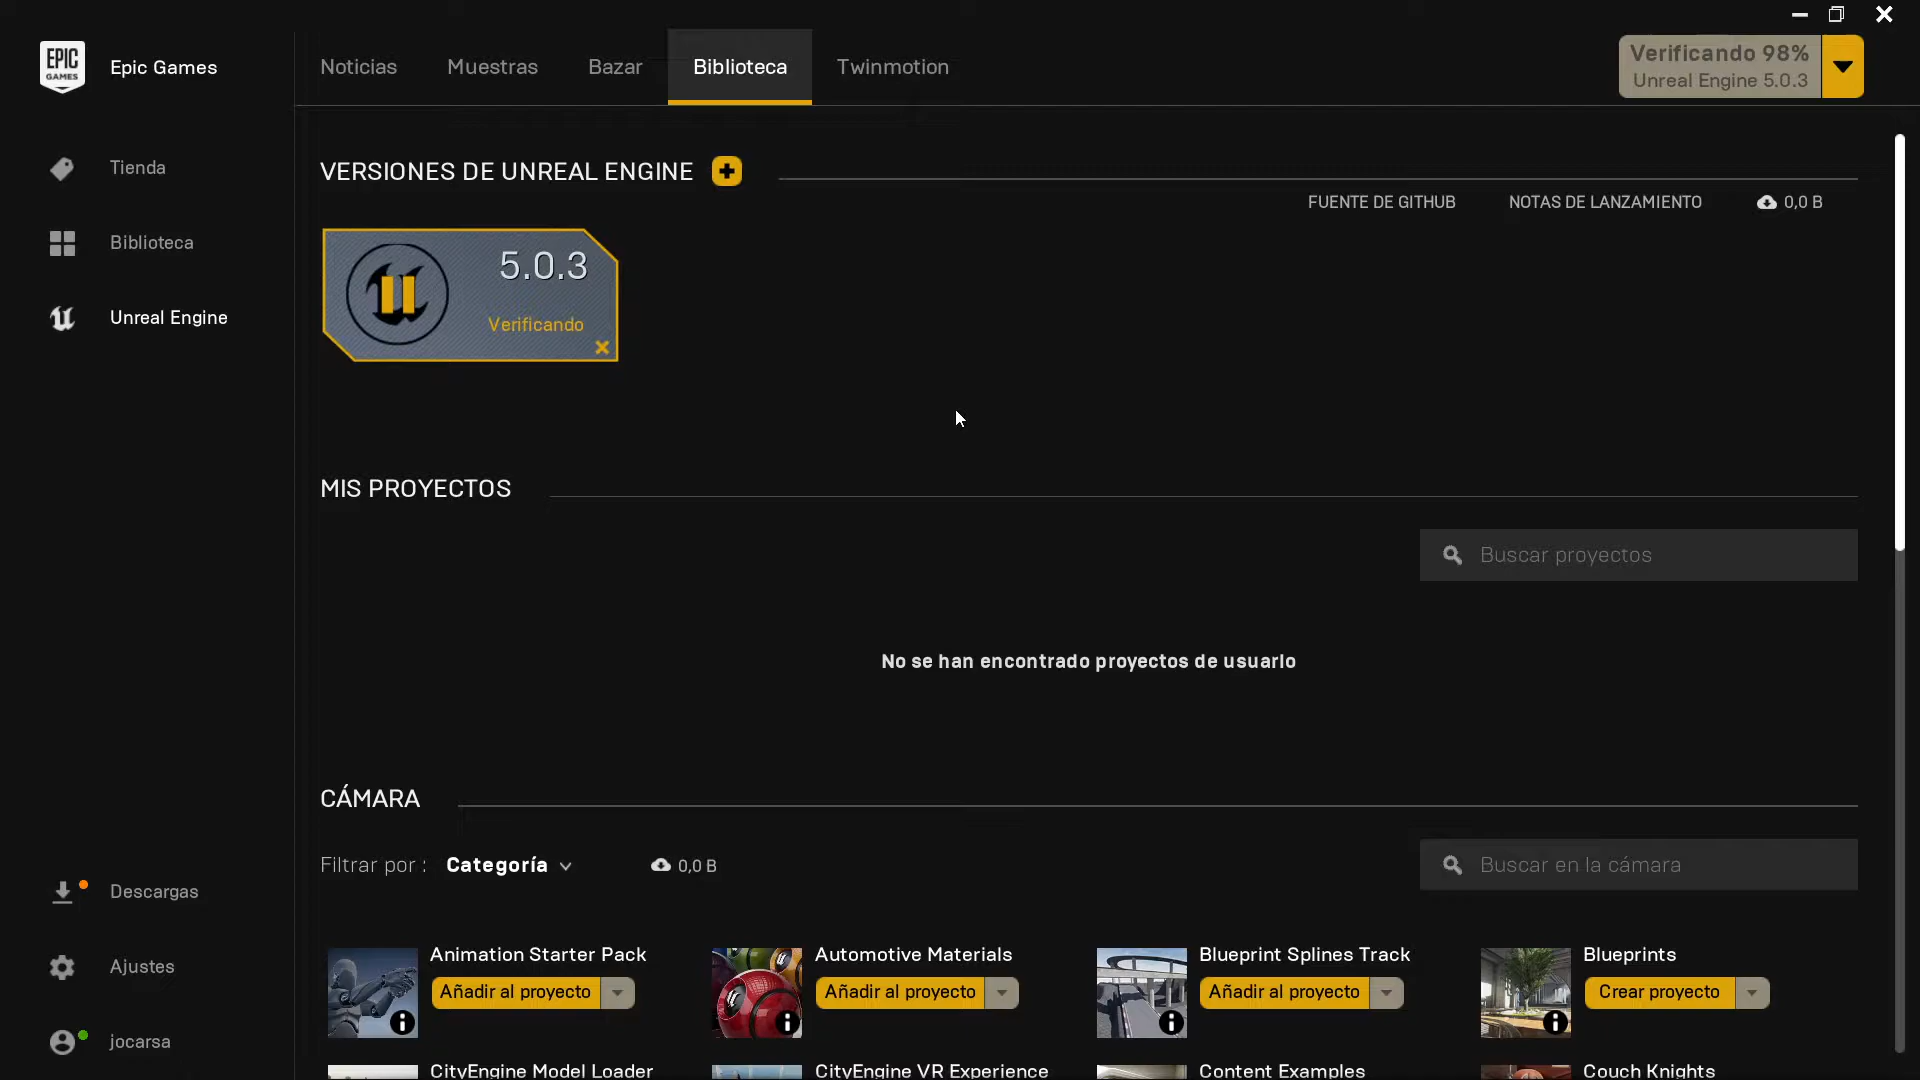 EPIC
GAMES
Epic Games
Noticias
Muestras
Bazar
Biblioteca
Twinmotion
Verificando 98%
Unreal Engine 5.0.3
Tienda
Biblioteca
Unreal Engine
VERSIONES DE UNREAL ENGINE
FUENTE DE GITHUB
NOTAS DE LANZAMIENTO
0,0 B
5.0.3
Verificando
MIS PROYECTOS
Buscar proyectos
No se han encontrado proyectos de usuario
CÁMARA
Filtrar por :
Categoría
0,0 B
Buscar en la cámara
Animation Starter Pack
Añadir al proyecto
Automotive Materials
Añadir al proyecto
Blueprint Splines Track
Añadir al proyecto
Blueprints
Crear proyecto
CityEngine Model Loader
CityEngine VR Experience
Content Examples
Couch Knights
Descargas
Ajustes
jocarsa